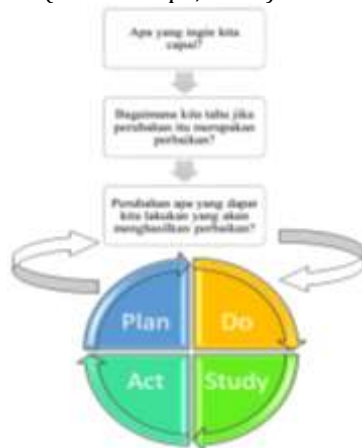 Apa yang ingin kita
capai?
Bagaimana kita tahu jika
perubahan itu merupakan
perbaikan?
Perubahan apa yang dapat
kita lakukan yang akan
menghasilkan perbaikan?
Plan
Do
Act
Study